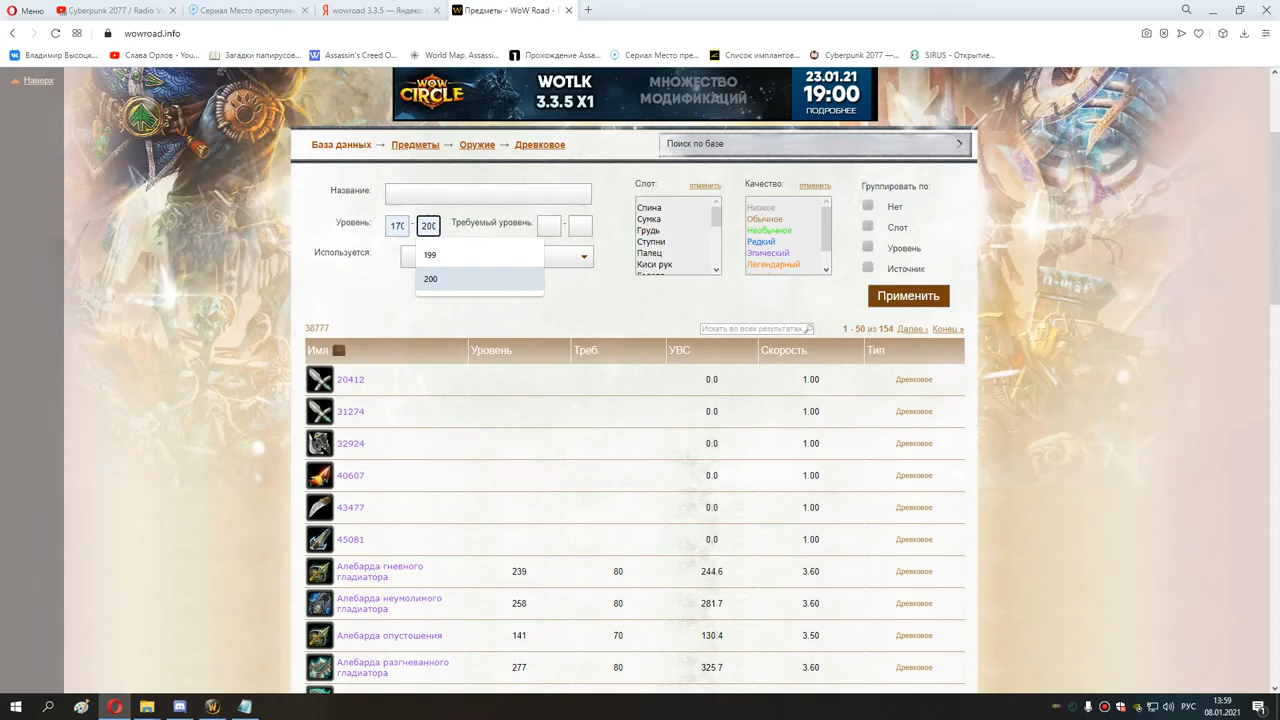 Меню
Cyberpunk 2077 / Radio V
Сериал Место преступлен
wowroad 3.3.5 — Яндекс:
Предметы - WoW Road -
wowroad.info
Владимир Высоцк...
Слава Орлов - You...
Загадки папирусов...
Assassin's Creed O...
World Map, Assassi...
Прохождение Assa...
Сериал Место пре...
Список имплантов...
Cyberpunk 2077 —...
SIRUS - Открытие...
Наверх
WOW CIRCLE
WOTLK
3.3.5 X1
МНОЖЕСТВО
МОДИФИКАЦИЙ
23.01.21
19:00
ПОДРОБНЕЕ
База данных → Предметы → Оружие → Древковое
Поиск по базе
Название:
Слот: отменить
Качество: отменить
Группировать по:
Уровень: 170 - 200 Требуемый уровень: -
Используется:
199
200
Спина
Сумка
Грудь
Ступни
Палец
Киси рук
Низкое
Обычное
Необычное
Редкий
Эпический
Легендарный
Нет
Слот
Уровень
Источник
Применить
38777
Искать во всех результатах
1 - 50 из 154 Далее › Конец »
Имя Уровень Треб. УВС Скорость Тип
20412 0.0 1.00 Древковое
31274 0.0 1.00 Древковое
32924 0.0 1.00 Древковое
40607 0.0 1.00 Древковое
43477 0.0 1.00 Древковое
45081 0.0 1.00 Древковое
Алебарда гневного гладиатора 239 80 244.6 3.60 Древковое
Алебарда неумолимого гладиатора 258 80 281.7 3.60 Древковое
Алебарда опустошения 141 70 130.4 3.50 Древковое
Алебарда разгневанного гладиатора 277 80 325.7 3.60 Древковое
РУС
13:59
08.01.2021